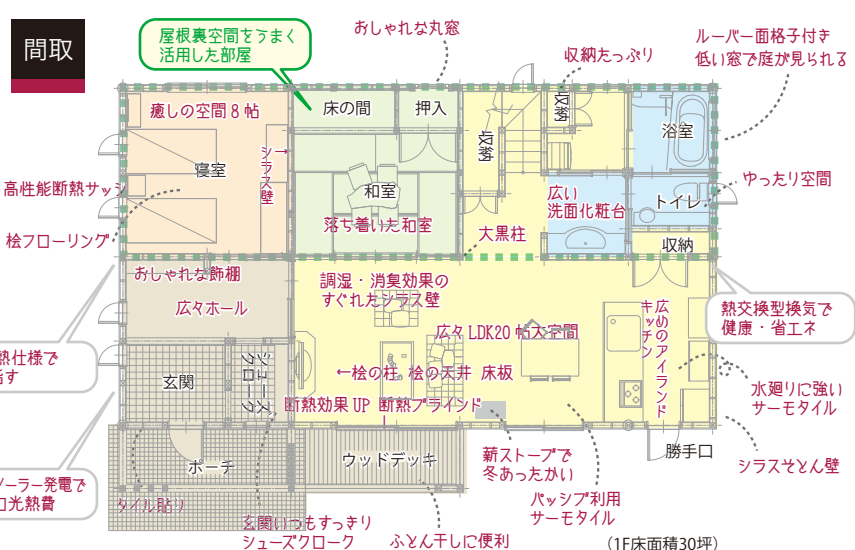 間取
屋根裏空間をうまく
活用した部屋
おしゃれな丸窓
収納たっぷり
ルーバー面格子付き
低い窓で庭が見られる
癒しの空間8帖
床の間
押入
収納
収納
浴室
シラス壁
→
寝室
和室
高性能断熱サッシ
広い
洗面化粧台
トイレ
ゆったり空間
落ち着いた和室
大黒柱
桧フローリング
収納
おしゃれな飾棚
調湿・消臭効果の
すぐれたシラス壁
広々ホール
広々LDK20帖大空間
広めのアイランド
キッチン
熱交換型換気で
健康・省エネ
熱仕様で
指す
玄関
シューズ
クローク
←桧の柱 桧の天井 床板
断熱効果UP 断熱ブラインド
水廻りに強い
サーモタイル
ポーチ
ウッドデッキ
薪ストーブで
冬あったかい
勝手口
シラスそとん壁
ソーラー発電で
口光熱費
タイル貼り
パッシブ利用
サーモタイル
玄関いつもすっきり
シューズクローク
ふとん干しに便利
(1F床面積30坪)